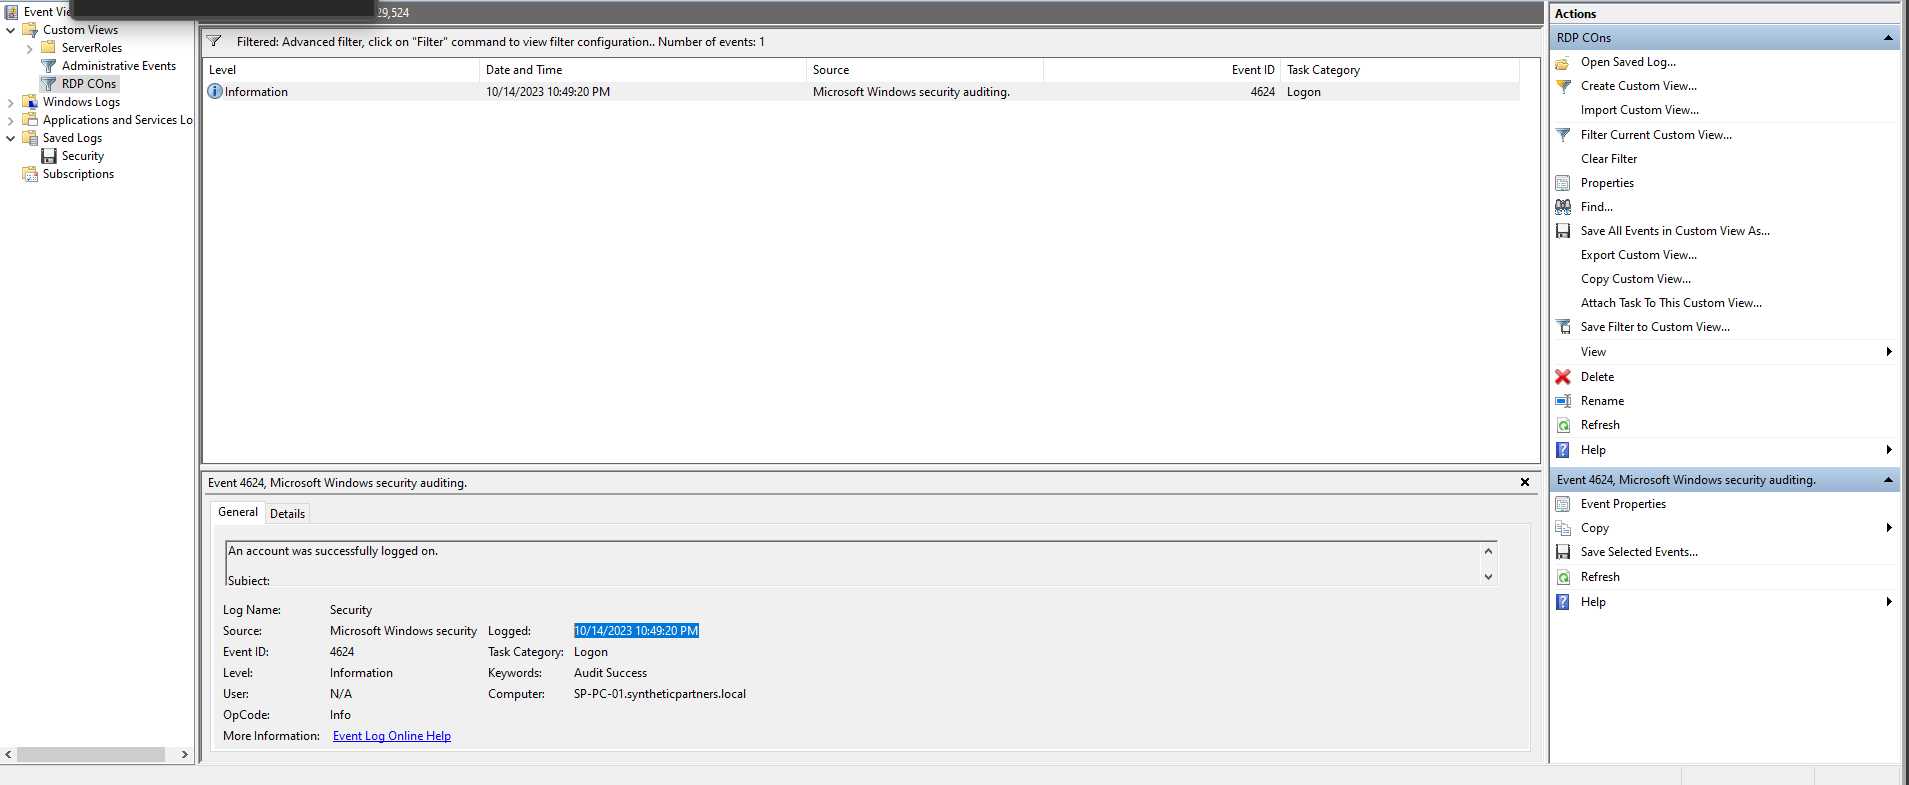 Event Vie
Custom Views
ServerRoles
Administrative Events
RDP COns
Windows Logs
Applications and Services Lo
Saved Logs
Security
Subscriptions
29,524
Filtered: Advanced filter, click on "Filter" command to view filter configuration.. Number of events: 1
Level Date and Time Source Event ID Task Category
Information 10/14/2023 10:49:20 PM Microsoft Windows security auditing. 4624 Logon
Event 4624, Microsoft Windows security auditing.
General Details
An account was successfully logged on.
Subject:
Log Name: Security
Source: Microsoft Windows security Logged: 10/14/2023 10:49:20 PM
Event ID: 4624 Task Category: Logon
Level: Information Keywords: Audit Success
User: N/A Computer: SP-PC-01.syntheticpartners.local
OpCode: Info
More Information: Event Log Online Help
Actions
RDP COns
Open Saved Log...
Create Custom View...
Import Custom View...
Filter Current Custom View...
Clear Filter
Properties
Find...
Save All Events in Custom View As...
Export Custom View...
Copy Custom View...
Attach Task To This Custom View...
Save Filter to Custom View...
View
Delete
Rename
Refresh
Help
Event 4624, Microsoft Windows security auditing.
Event Properties
Copy
Save Selected Events...
Refresh
Help